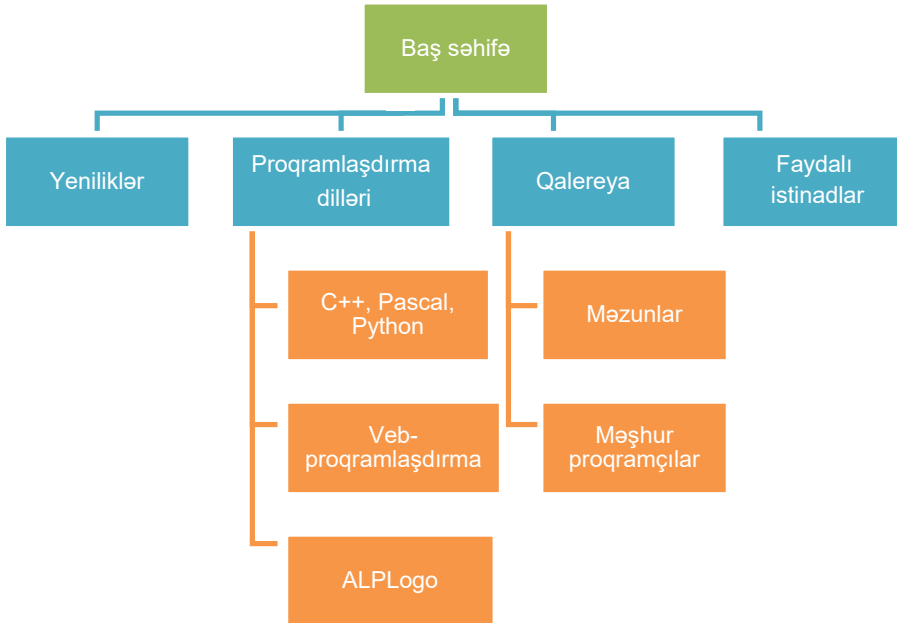 Baş səhifə
Yeniliklər
Proqramlaşdırma
dilləri
Qalereya
Faydalı
istinadlar
C++, Pascal,
Python
Veb-
proqramlaşdırma
ALPLogo
Məzunlar
Məşhur
proqramçılar